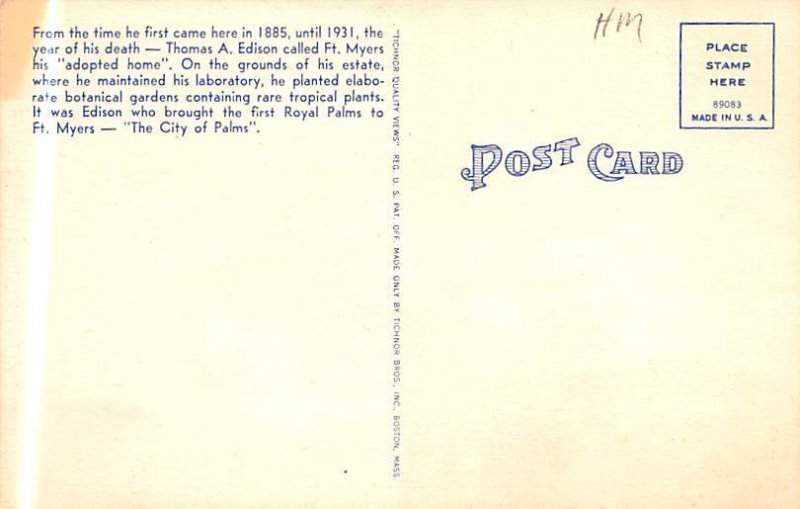 From the time he first came here in 1885, until 1931, the
year of his death — Thomas A. Edison called Ft. Myers
his "adopted home". On the grounds of his estate,
where he maintained his laboratory, he planted elabo-
rate botanical gardens containing rare tropical plants.
It was Edison who brought the first Royal Palms to
Ft. Myers — "The City of Palms".
"TICHNOR QUALITY VIEWS" REG. U. S. PAT. OFF. MADE ONLY BY TICHNOR BROS., INC., BOSTON, MASS.
HM
POST CARD
PLACE
STAMP
HERE
89083
MADE IN U. S. A.